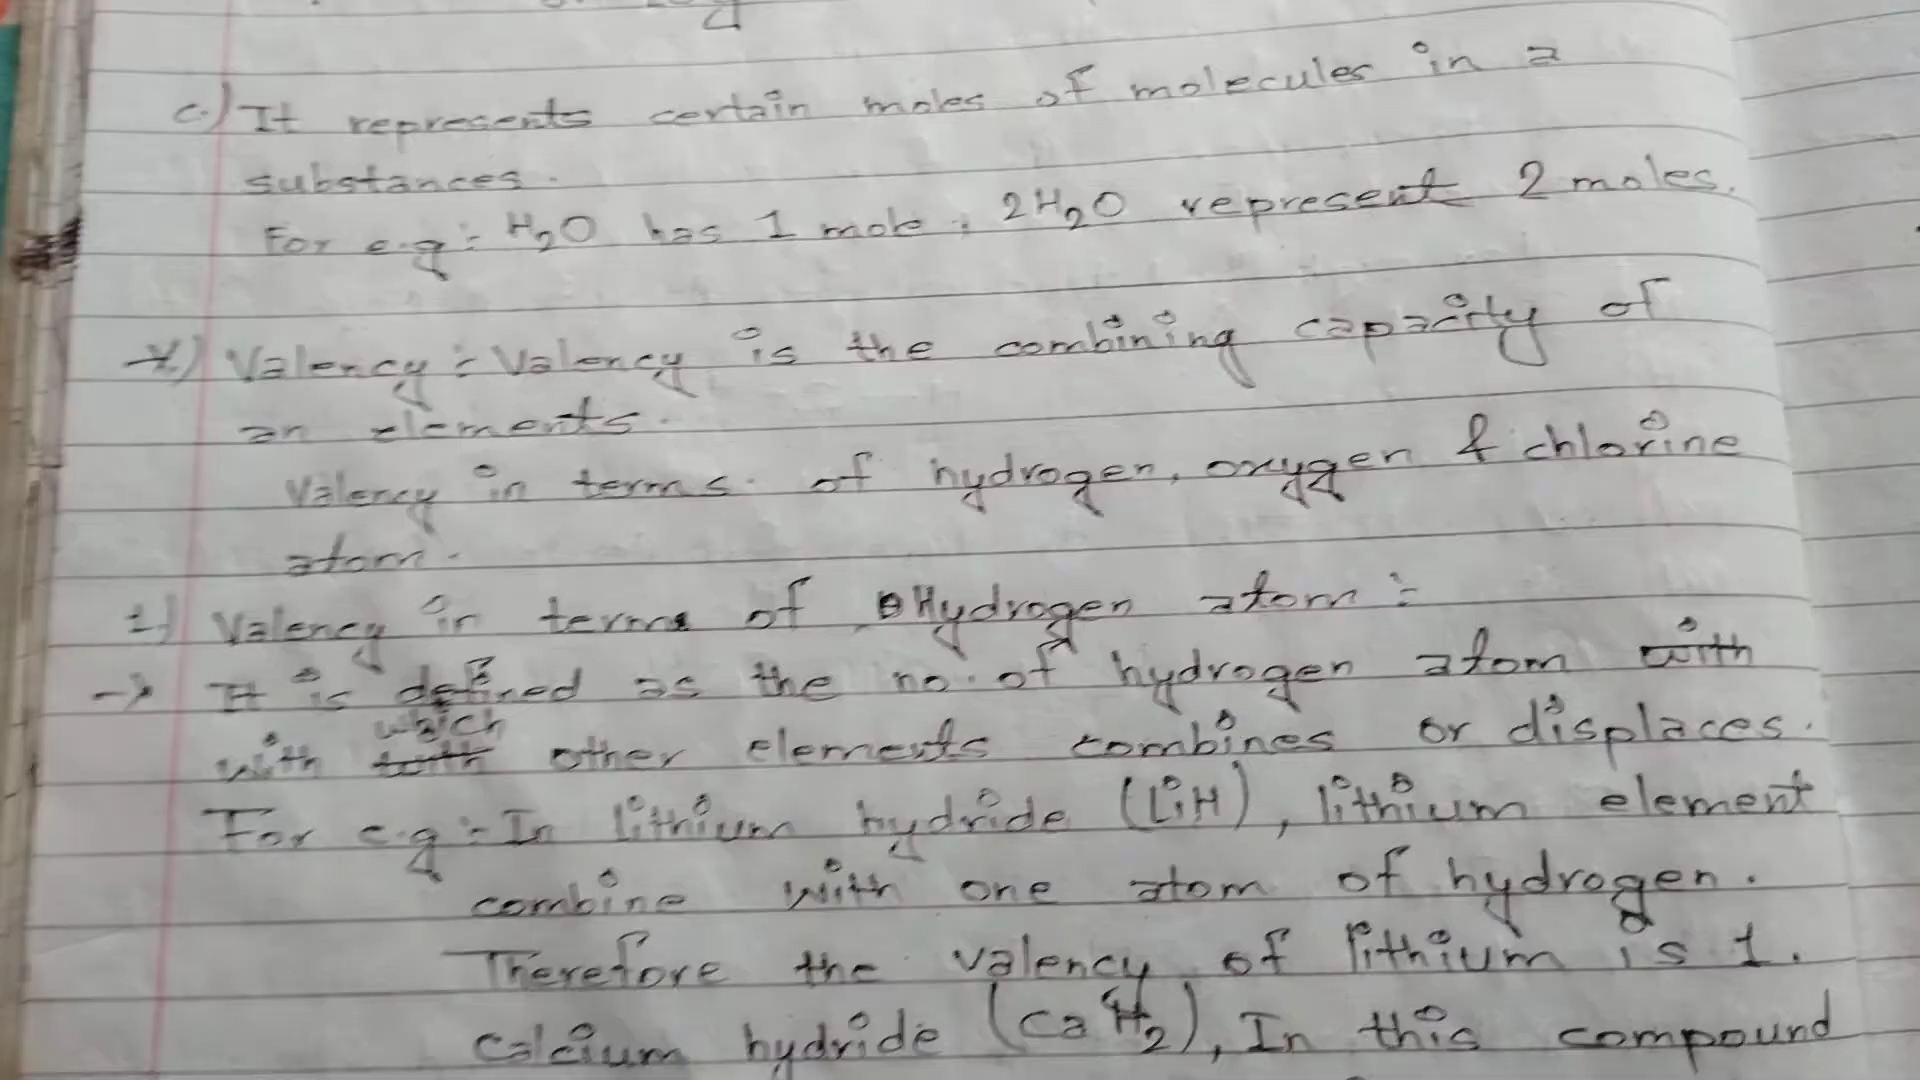 c.) It represents certain moles of molecules in a
substances.
For e.g:- H₂O has 1 mole, 2H₂O represent 2 moles.
*) Valency:- Valency is the combining capacity of
an elements.
Valency in terms of hydrogen, oxygen & chlorine
atom.
1) Valency in terms of Hydrogen atom:-
-> It is defined as the no. of hydrogen atom with
with which other elements combines or displaces.
For e.g:- In lithium hydride (LiH), lithium element
combine with one atom of hydrogen.
Therefore the valency of lithium is 1.
Calcium hydride (CaH₂), In this compound